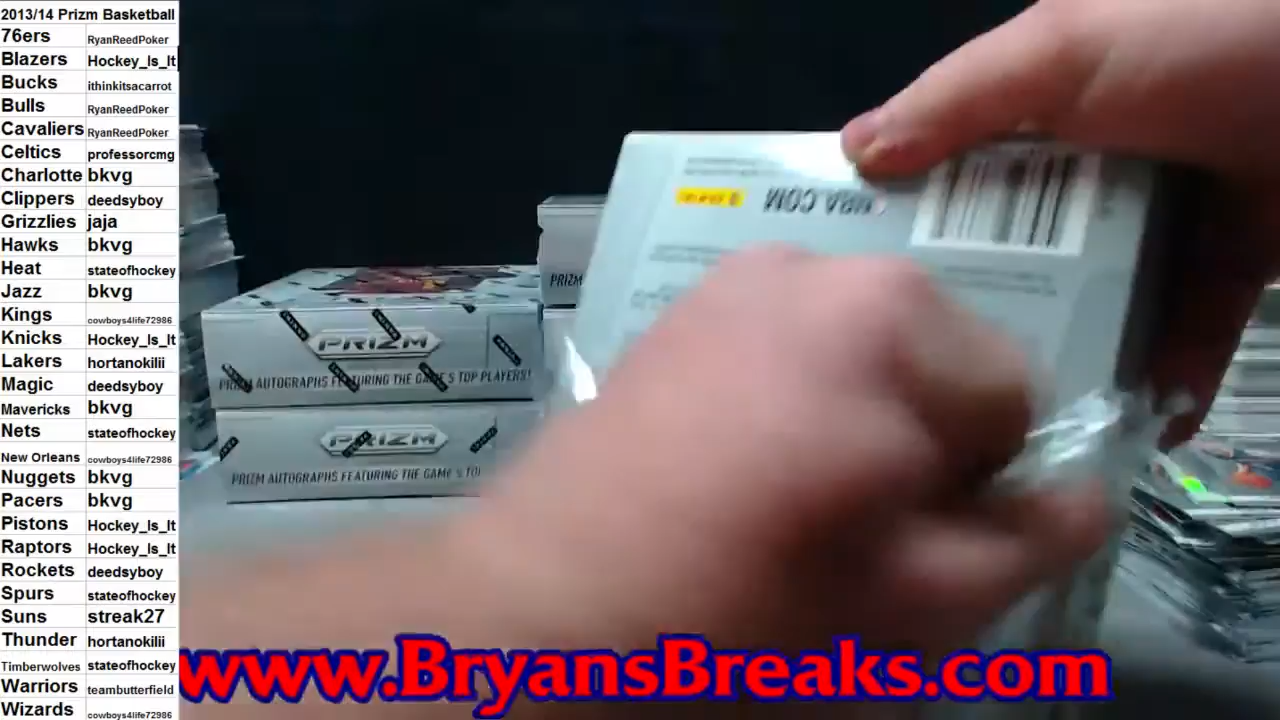 2013/14 Prizm Basketball
76ers RyanReedPoker
Blazers Hockey_Is_It
Bucks ithinkitsacarrot
Bulls RyanReedPoker
Cavaliers RyanReedPoker
Celtics professorcmg
Charlotte bkvg
Clippers deedsyboy
Grizzlies jaja
Hawks bkvg
Heat stateofhockey
Jazz bkvg
Kings cowboys4life72986
Knicks Hockey_Is_It
Lakers hortanokilii
Magic deedsyboy
Mavericks bkvg
Nets stateofhockey
New Orleans cowboys4life72986
Nuggets bkvg
Pacers bkvg
Pistons Hockey_Is_It
Raptors Hockey_Is_It
Rockets deedsyboy
Spurs stateofhockey
Suns streak27
Thunder hortanokilii
Timberwolves stateofhockey
Warriors teambutterfield
Wizards cowboys4life72986
NBA.COM
PRIZM
PRIZM
PRIZM AUTOGRAPHS FEATURING THE GAME'S TOP PLAYERS!
PRIZM
PRIZM AUTOGRAPHS FEATURING THE GAME'S TO
www.BryansBreaks.com